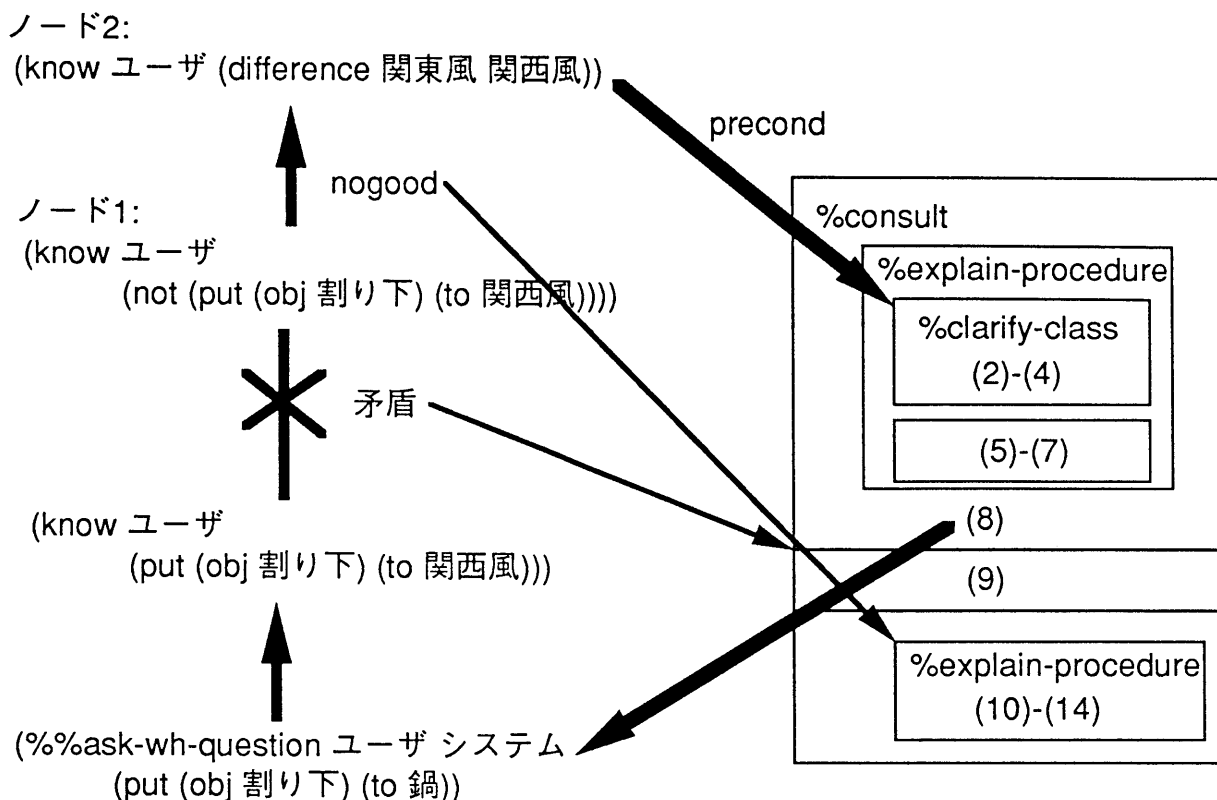 ノード2:
(know ユーザ (difference 関東風 関西風))
precond
nogood
ノード1:
(know ユーザ
(not (put (obj 割り下) (to 関西風))))
矛盾
(know ユーザ
(put (obj 割り下) (to 関西風)))
(%%ask-wh-question ユーザ システム
(put (obj 割り下) (to 鍋))
%consult
%explain-procedure
%clarify-class
(2)-(4)
(5)-(7)
(8)
(9)
%explain-procedure
(10)-(14)